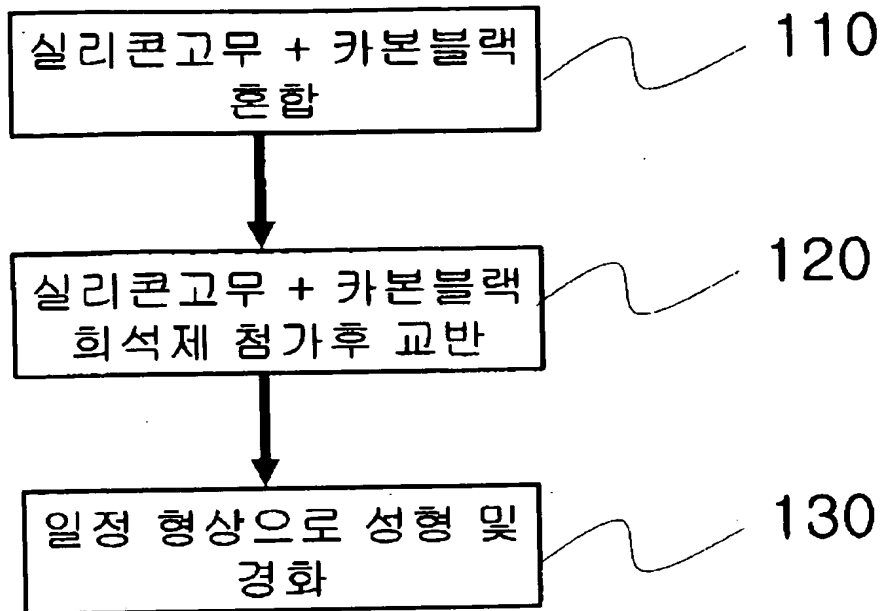 실리콘고무 + 카본블랙
혼합
110
실리콘고무 + 카본블랙
희석제 첨가후 교반
120
일정 형상으로 성형 및
경화
130